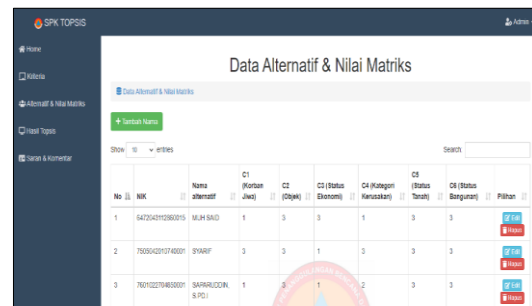 SPK TOPSIS
Admin
Home
Kriteria
Alternatif & Nilai Matriks
Hasil Topsis
Saran & Komentar
Data Alternatif & Nilai Matriks
Data Alternatif & Nilai Matriks
+ Tambah Nama
Show 10 entries
Search:
No NIK Nama alternatif C1 (Korban Jiwa) C2 (Objek) C3 (Status Ekonomi) C4 (Kategori Kerusakan) C5 (Status Tanah) C6 (Status Bangunan) Pilihan
1 MUH SAID 1 3 3 1 3 3 Edit
Hapus
2 SYARIF 3 3 1 3 3 3 Edit
Hapus
3 SAPARUDDIN, S.PD.I 1 1 2 3 3 Edit
Hapus